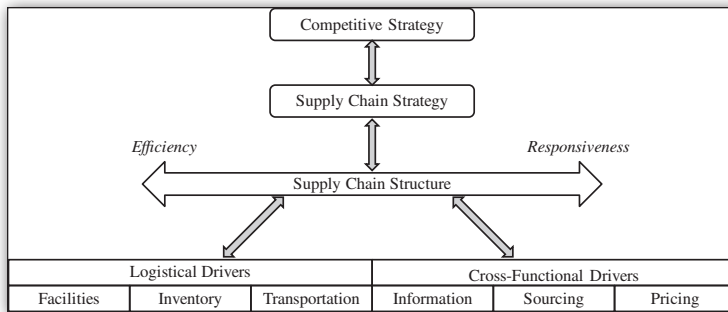 Competitive Strategy
Supply Chain Strategy
Efficiency
Responsiveness
Supply Chain Structure
Logistical Drivers
Cross-Functional Drivers
Facilities
Inventory
Transportation
Information
Sourcing
Pricing